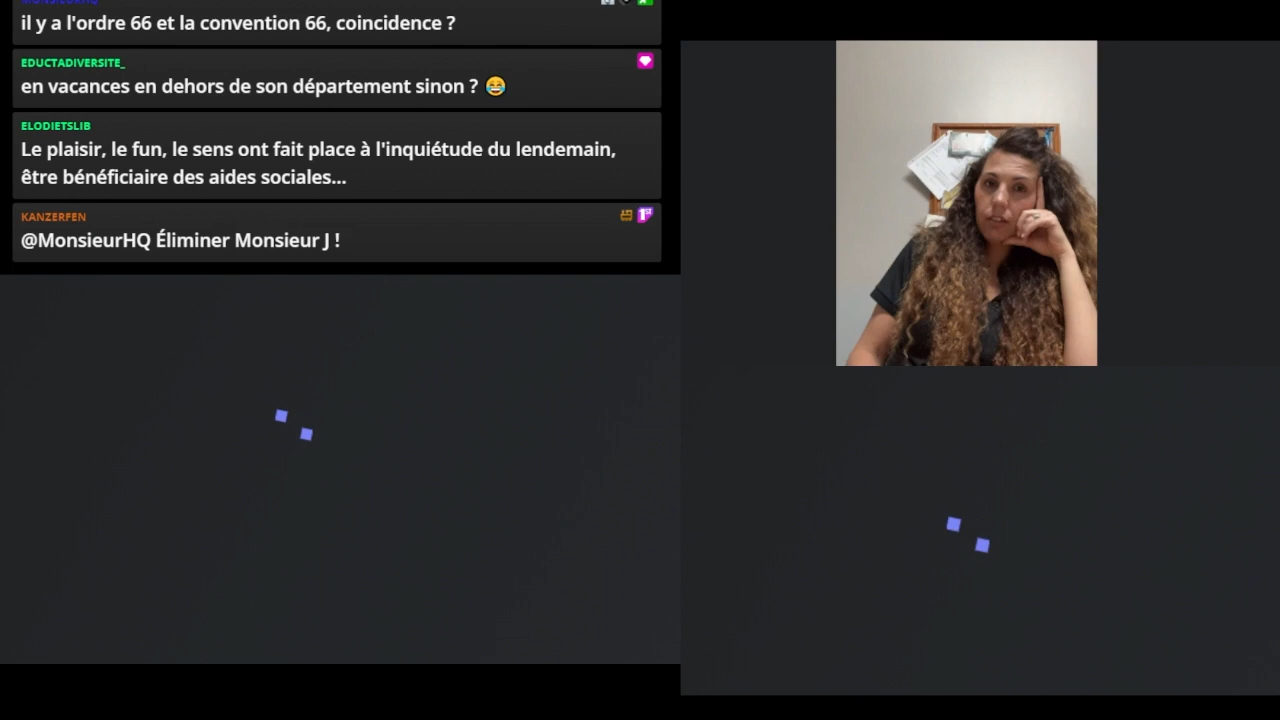 MONSIEURHQ
il y a l'ordre 66 et la convention 66, coincidence ?
EDUCTADIVERSITE_
en vacances en dehors de son département sinon ? 😂
ELODIETSLIB
Le plaisir, le fun, le sens ont fait place à l'inquiétude du lendemain,
être bénéficiaire des aides sociales...
KANZERFEN
@MonsieurHQ Éliminer Monsieur J !